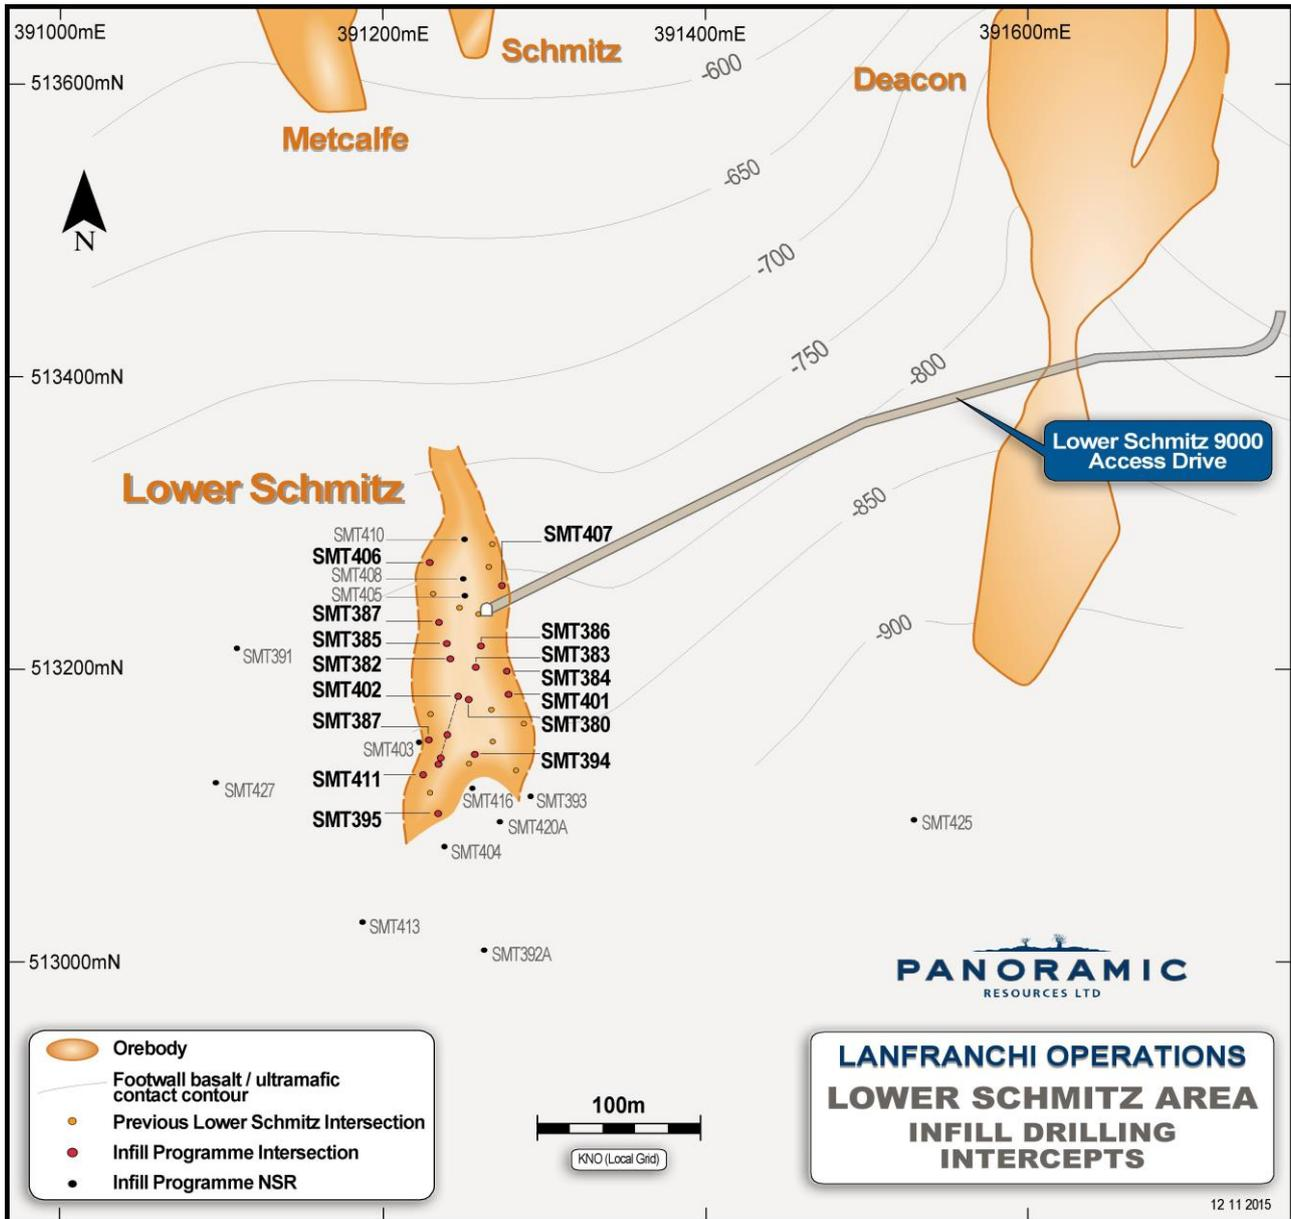 391000mE
391200mE
391400mE
391600mE
Schmitz
Deacon
-600
513600mN
Metcalfe
-650
N
-700
-750
-800
513400mN
Lower Schmitz 9000
Access Drive
Lower Schmitz
-850
SMT410
SMT407
SMT406
SMT408
SMT405
SMT387
-900
SMT386
SMT385
SMT383
SMT391
SMT382
513200mN
SMT384
SMT402
SMT401
SMT387
SMT380
SMT403
SMT394
SMT411
SMT427
SMT416
SMT393
SMT395
SMT420A
SMT425
SMT404
SMT413
SMT392A
513000mN
PANORAMIC
RESOURCES LTD
Orebody
Footwall basalt / ultramafic
contact contour
Previous Lower Schmitz Intersection
Infill Programme Intersection
Infill Programme NSR
100m
KNO (Local Grid)
LANFRANCHI OPERATIONS
LOWER SCHMITZ AREA
INFILL DRILLING
INTERCEPTS
12 11 2015